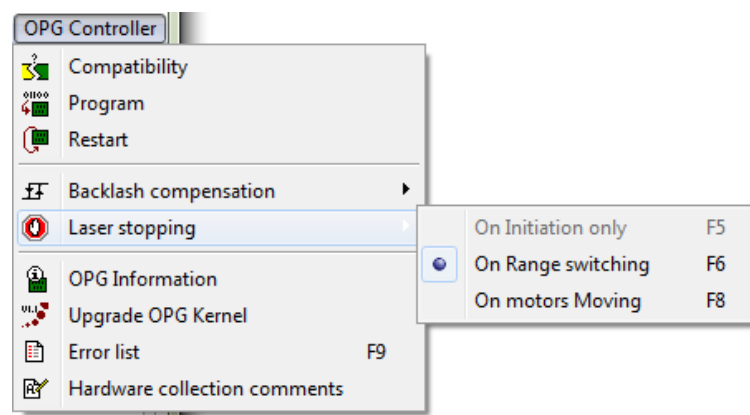 OPG Controller
Compatibility
Program
Restart
Backlash compensation
Laser stopping
On Initiation only F5
On Range switching F6
On motors Moving F8
OPG Information
Upgrade OPG Kernel
Error list F9
Hardware collection comments